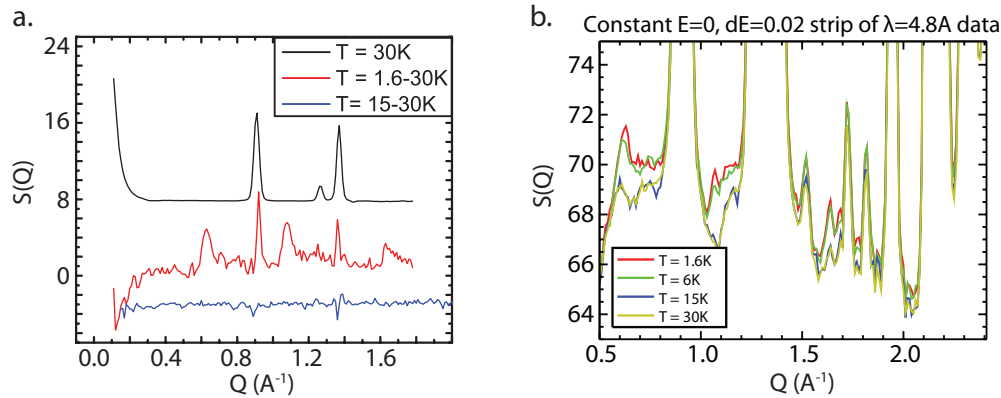 a.
24
16
8
0
S(Q)
T = 30K
T = 1.6-30K
T= 15-30K
0.0 0.4 0.8 1.2 1.6
Q (A⁻¹)
b.
Constant E=0, dE=0.02 strip of λ=4.8A data
74
72
70
68
66
64
S(Q)
T = 1.6K
T = 6K
T = 15K
T = 30K
0.5 1.0 1.5 2.0
Q (A⁻¹)